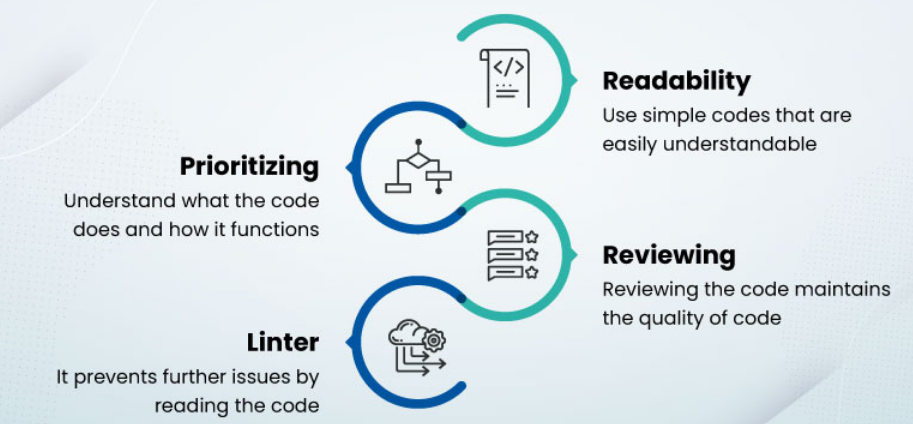 Readability
Use simple codes that are
easily understandable
Prioritizing
Understand what the code
does and how it functions
Reviewing
Reviewing the code maintains
the quality of code
Linter
It prevents further issues by
reading the code